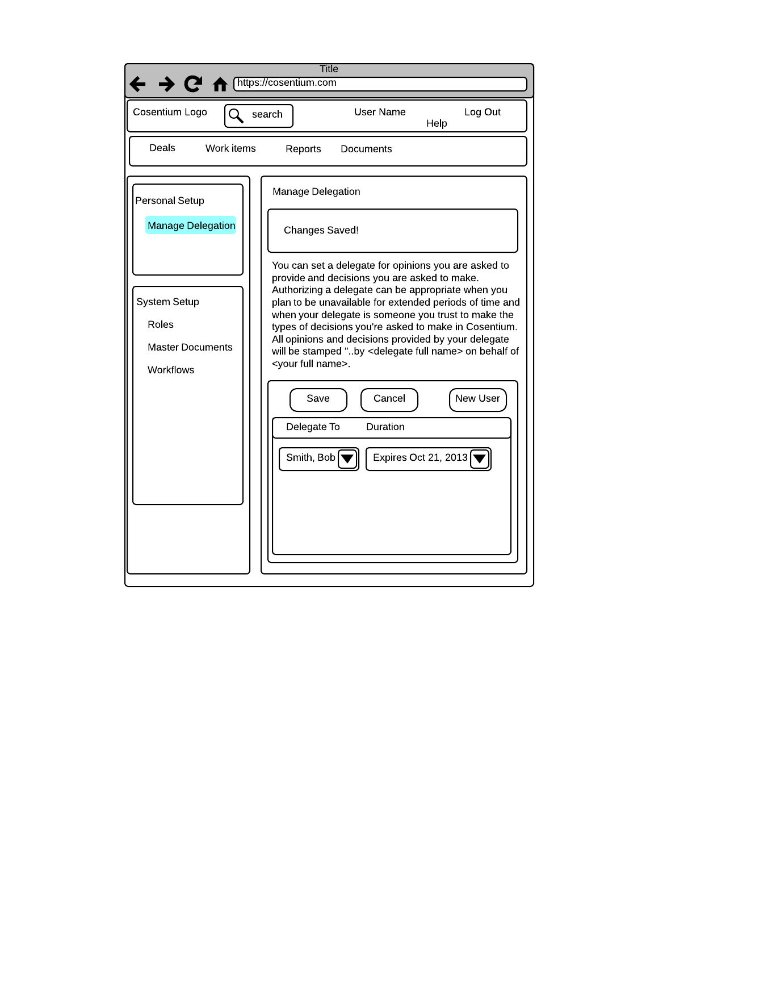 Title
https://cosentium.com
Cosentium Logo
search
User Name
Help
Log Out
Deals
Work items
Reports
Documents
Personal Setup
Manage Delegation
System Setup
Roles
Master Documents
Workflows
Manage Delegation
Changes Saved!
You can set a delegate for opinions you are asked to
provide and decisions you are asked to make.
Authorizing a delegate can be appropriate when you
plan to be unavailable for extended periods of time and
when your delegate is someone you trust to make the
types of decisions you're asked to make in Cosentium.
All opinions and decisions provided by your delegate
will be stamped "..by <delegate full name> on behalf of
<your full name>.
Save
Cancel
New User
Delegate To
Duration
Smith, Bob
Expires Oct 21, 2013